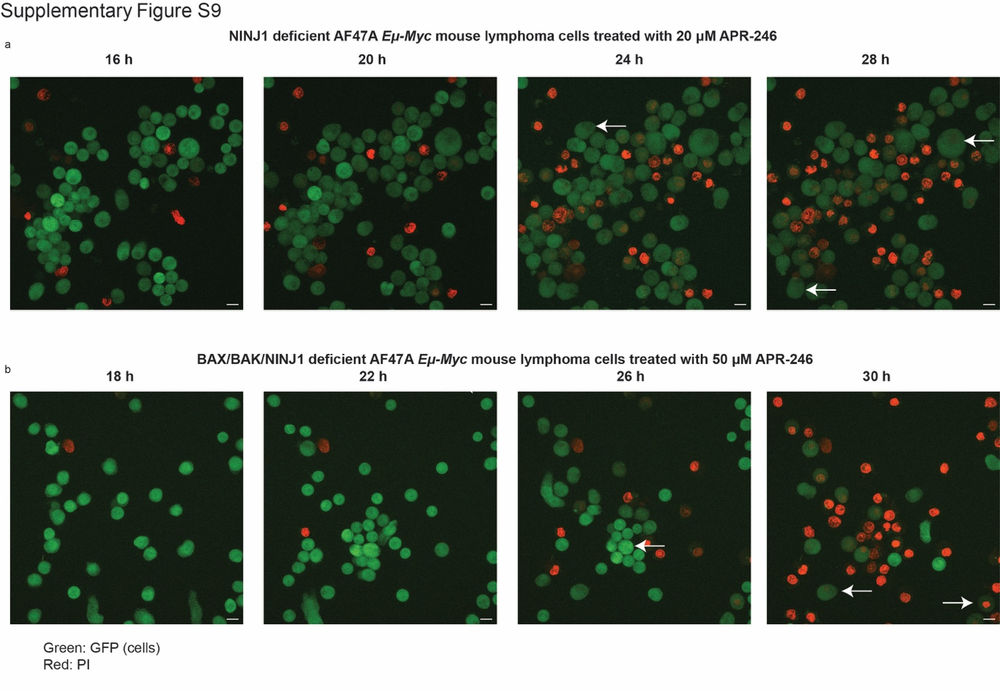 Supplementary Figure S9
NINJ1 deficient AF47A Eμ-Myc mouse lymphoma cells treated with 20 μM APR-246
a
16 h
20 h
24 h
28 h
BAX/BAK/NINJ1 deficient AF47A Eμ-Myc mouse lymphoma cells treated with 50 μM APR-246
b
18 h
22 h
26 h
30 h
Green: GFP (cells)
Red: PI